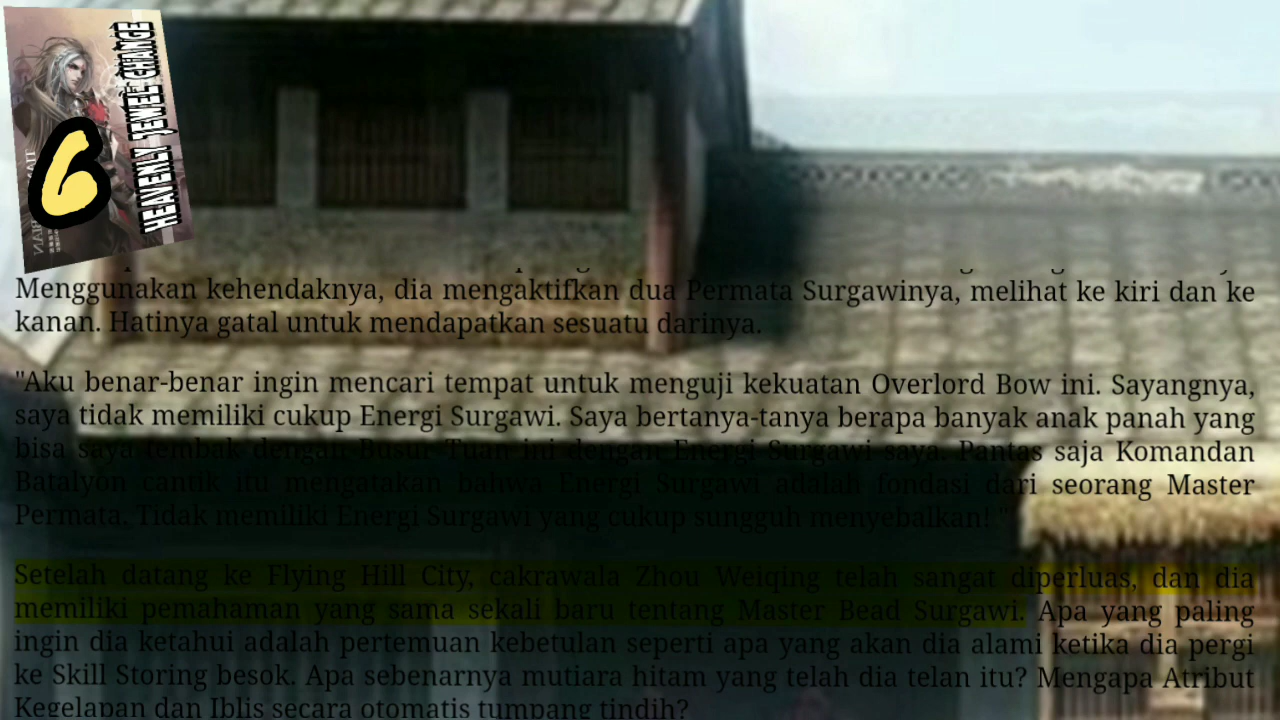 HEAVENLY JEWEL CHANGE
6
Menggunakan kehendaknya, dia mengaktifkan dua Permata Surgawinya, melihat ke kiri dan ke
kanan. Hatinya gatal untuk mendapatkan sesuatu darinya.
"Aku benar-benar ingin mencari tempat untuk menguji kekuatan Overlord Bow ini. Sayangnya,
saya tidak memiliki cukup Energi Surgawi. Saya bertanya-tanya berapa banyak anak panah yang
bisa saya tembak dengan Busur Tuan ini dengan Energi Surgawi saya. Pantas saja Komandan
Batalyon cantik itu mengatakan bahwa Energi Surgawi adalah fondasi dari seorang Master
Permata. Tidak memiliki Energi Surgawi yang cukup sungguh menyebalkan! "
Setelah datang ke Flying Hill City, cakrawala Zhou Weiqing telah sangat diperluas, dan dia
memiliki pemahaman yang sama sekali baru tentang Master Bead Surgawi. Apa yang paling
ingin dia ketahui adalah pertemuan kebetulan seperti apa yang akan dia alami ketika dia pergi
ke Skill Storing besok. Apa sebenarnya mutiara hitam yang telah dia telan itu? Mengapa Atribut
Kegelapan dan Iblis secara otomatis tumpang tindih?